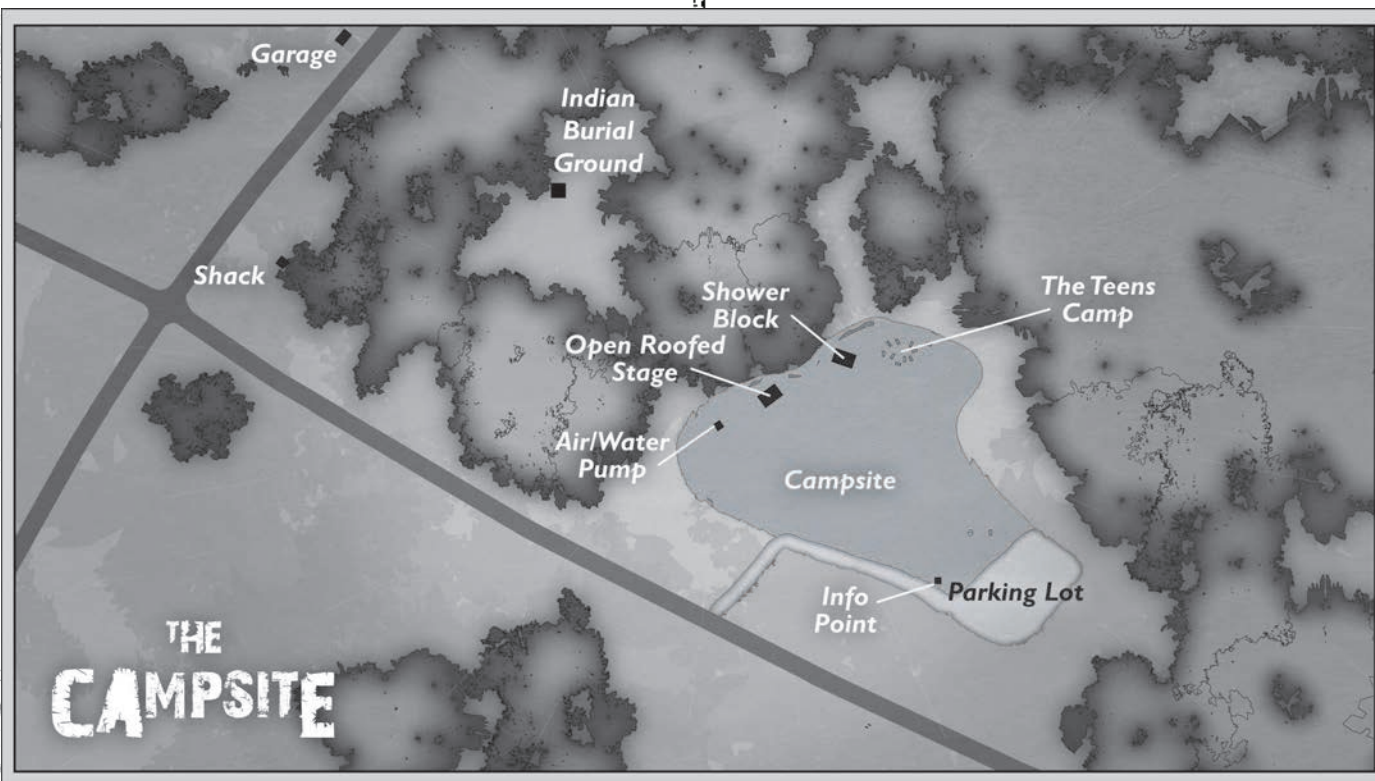 Garage
Indian
Burial
Ground
Shack
Shower
Block
The Teens
Camp
Open Roofed
Stage
Air/Water
Pump
Campsite
Info
Point
Parking Lot
THE
CAMPSITE